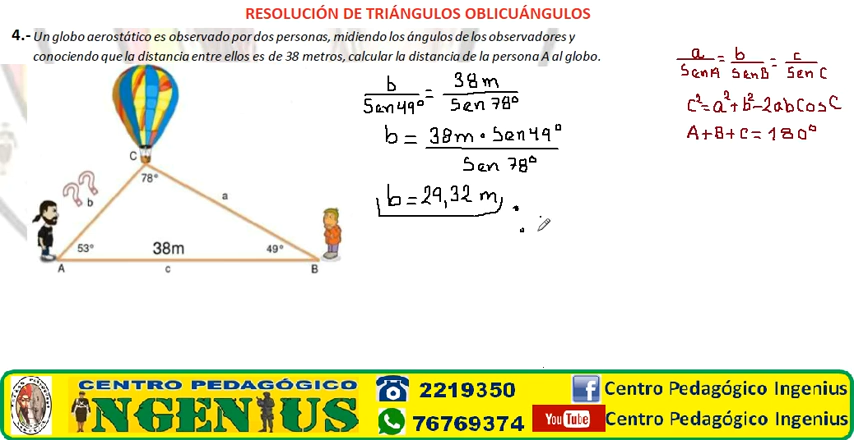 RESOLUCIÓN DE TRIÁNGULOS OBLICUÁNGULOS
4.- Un globo aerostático es observado por dos personas, midiendo los ángulos de los observadores y
conociendo que la distancia entre ellos es de 38 metros, calcular la distancia de la persona A al globo.
a/SenA = b/SenB = c/Sen C
c²=a²+b²-2abCosC
A+B+C=180°
b/Sen49° = 38m/Sen 78°
b = 38m · Sen49°/Sen 78°
b=29,32 m
C
78°
??
b
a
53°
38m
49°
A
c
B
CENTRO PEDAGÓGICO
INGENIUS
2219350
76769374
f Centro Pedagógico Ingenius
You Tube Centro Pedagógico Ingenius